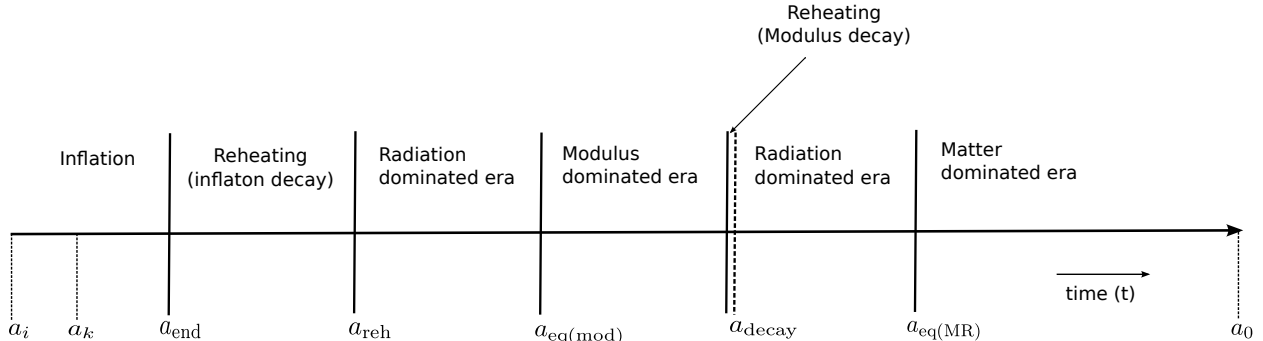 Reheating
(Modulus decay)
Inflation
Reheating
(inflaton decay)
Radiation
dominated era
Modulus
dominated era
Radiation
dominated era
Matter
dominated era
time (t)
a_i
a_k
a_end
a_reh
a_eq(mod)
a_decay
a_eq(MR)
a_0